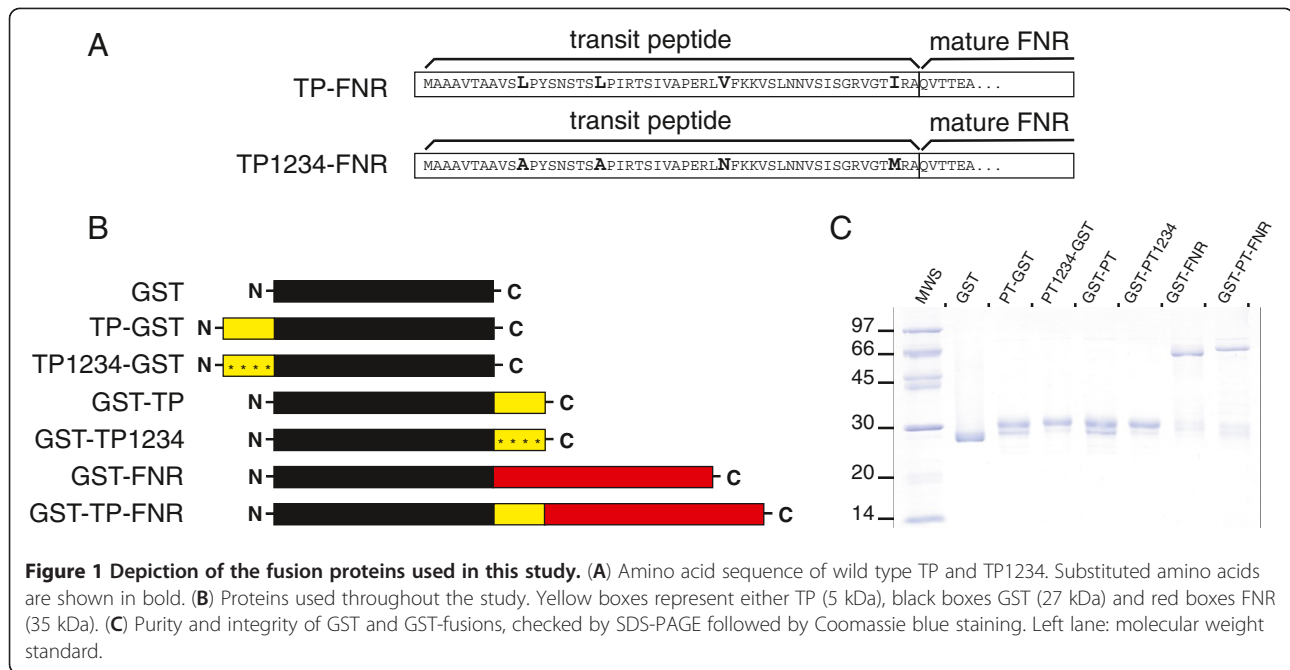 A
transit peptide mature FNR
TP-FNR MAAAVTAAVSLPYSNSTSLPIRTSIVAPERLVFKKVSLNNVSISGRVGTIRAQVTTEA...
transit peptide mature FNR
TP1234-FNR MAAAVTAAVSAPYSNSTSAPIRTSIVAPERLNFKKVSLNNVSISGRVGTMRAQVTTEA...
B
GST N C
TP-GST N C
TP1234-GST N **** C
GST-TP N C
GST-TP1234 N **** C
GST-FNR N C
GST-TP-FNR N C
C
MWS GST PT-GST PT1234-GST GST-PT GST-PT1234 GST-FNR GST-PT-FNR
97
66
45
30
20
14
Figure 1 Depiction of the fusion proteins used in this study. (A) Amino acid sequence of wild type TP and TP1234. Substituted amino acids
are shown in bold. (B) Proteins used throughout the study. Yellow boxes represent either TP (5 kDa), black boxes GST (27 kDa) and red boxes FNR
(35 kDa). (C) Purity and integrity of GST and GST-fusions, checked by SDS-PAGE followed by Coomassie blue staining. Left lane: molecular weight
standard.